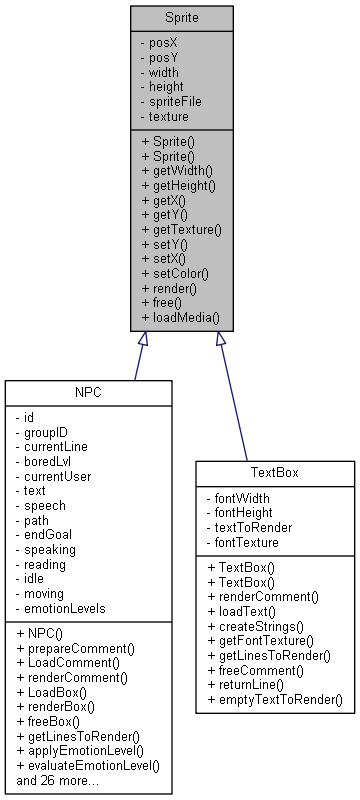 Sprite
- posX
- posY
- width
- height
- spriteFile
- texture
+ Sprite()
+ Sprite()
+ getWidth()
+ getHeight()
+ getX()
+ getY()
+ getTexture()
+ setY()
+ setX()
+ setColor()
+ render()
+ free()
+ loadMedia()
NPC
- id
- groupID
- currentLine
- boredLvl
- currentUser
- text
- speech
- path
- endGoal
- speaking
- reading
- idle
- moving
- emotionLevels
+ NPC()
+ prepareComment()
+ LoadComment()
+ renderComment()
+ LoadBox()
+ renderBox()
+ freeBox()
+ getLinesToRender()
+ applyEmotionLevel()
+ evaluateEmotionLevel()
and 26 more...
TextBox
- fontWidth
- fontHeight
- textToRender
- fontTexture
+ TextBox()
+ TextBox()
+ renderComment()
+ loadText()
+ createStrings()
+ getFontTexture()
+ getLinesToRender()
+ freeComment()
+ returnLine()
+ emptyTextToRender()